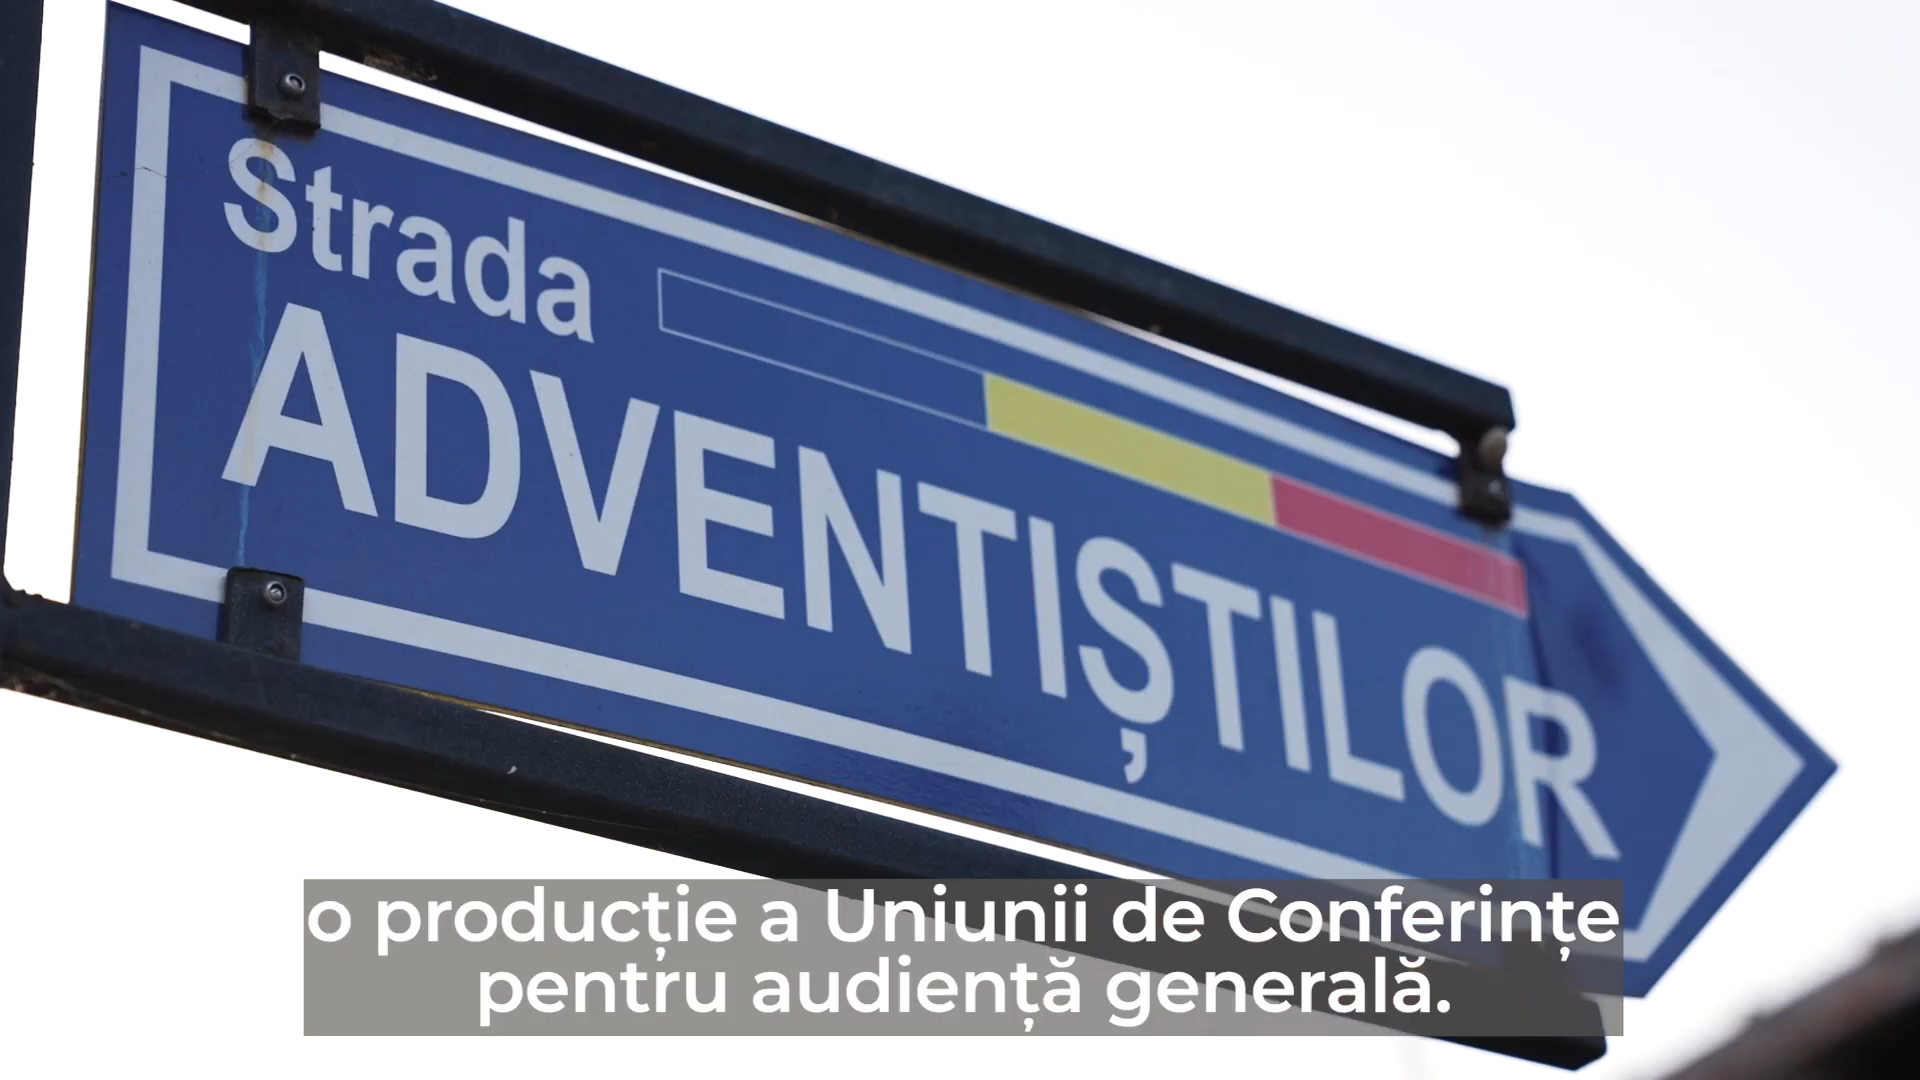 Strada
ADVENTIȘTILOR
o producție a Uniunii de Conferințe
pentru audiență generală.